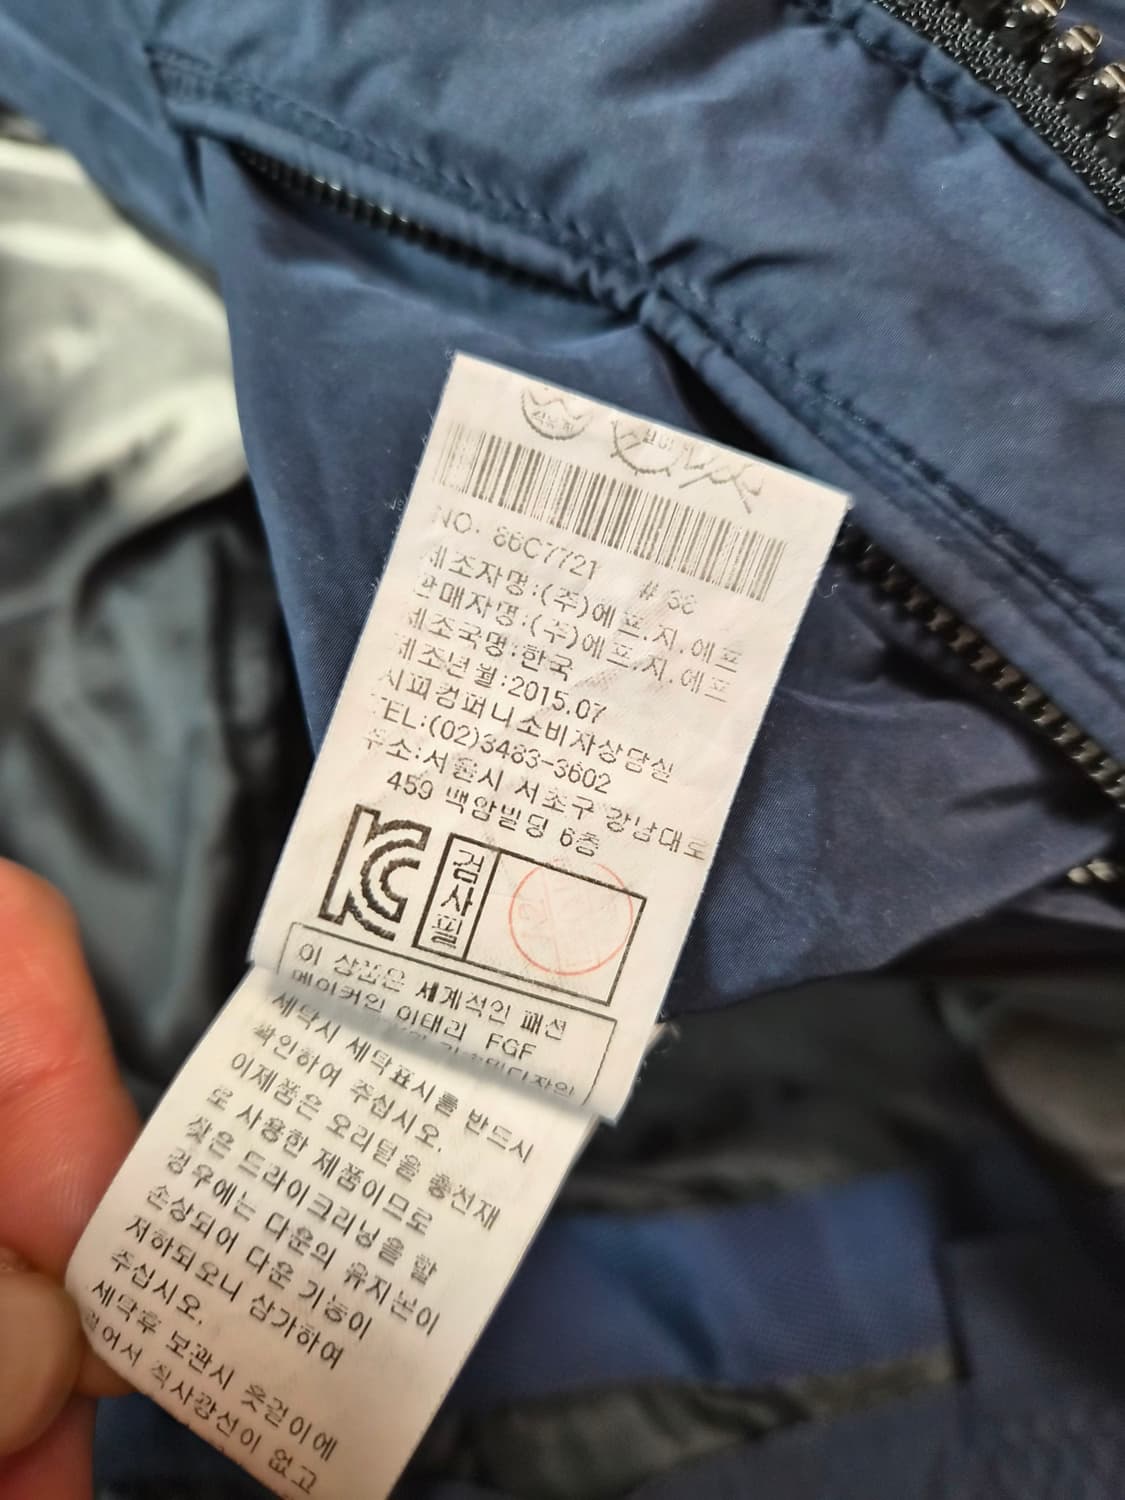 NO. 86C7721 # 38
제조자명:(주)에프.지.에프
판매자명:(주)에프.지.에프
제조국명:한국
제조년월:2015.07
시피컴퍼니소비자상담실
TEL:(02)3483-3602
주소:서울시 서초구 강남대로
459 백암빌딩 6층
검사필
이 상품은 세계적인 패션
메이커인 이태리 FGF
세탁시 세탁표시를 반드시
확인하여 주십시오.
이제품은 오리털을 충전재
로 사용한 제품이므로
잦은 드라이크리닝을 할
경우에는 다운의 유지분이
손상되어 다운 기능이
저하되오니 삼가하여
주십시오.
세탁후 보관시 옷걸이에
걸어서 직사광선이 없고